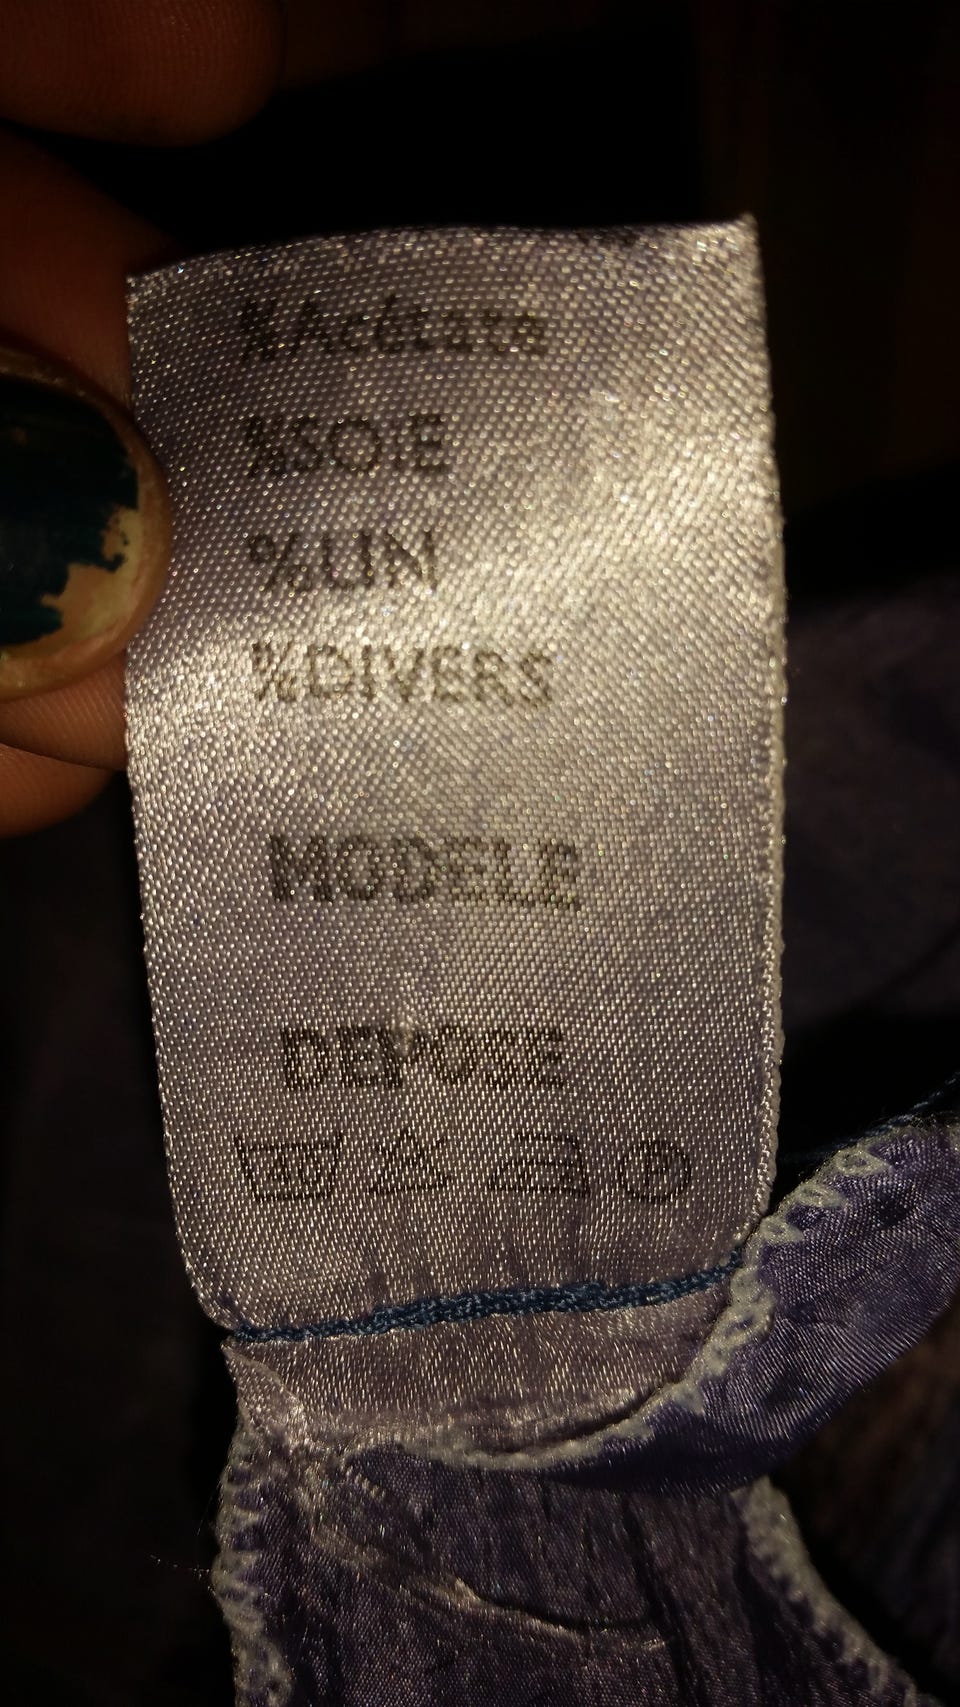 %Acétate
%SOIE
%LIN
%DIVERS
MODELE
DEPOSE
P